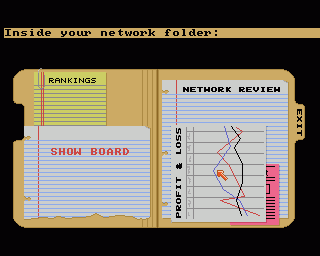 Inside your network folder:
RANKINGS
NETWORK REVIEW
SHOW BOARD
PROFIT & LOSS
EXIT